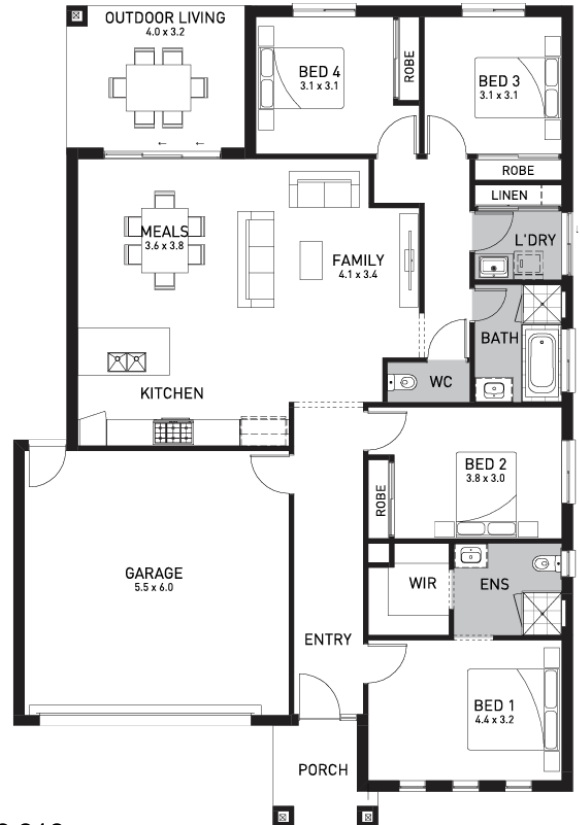 OUTDOOR LIVING
4.0 x 3.2
BED 4
3.1 x 3.1
ROBE
BED 3
3.1 x 3.1
ROBE
LINEN
L'DRY
MEALS
3.6 x 3.8
FAMILY
4.1 x 3.4
BATH
WC
KITCHEN
BED 2
3.8 x 3.0
ROBE
GARAGE
5.5 x 6.0
WIR
ENS
ENTRY
BED 1
4.4 x 3.2
PORCH